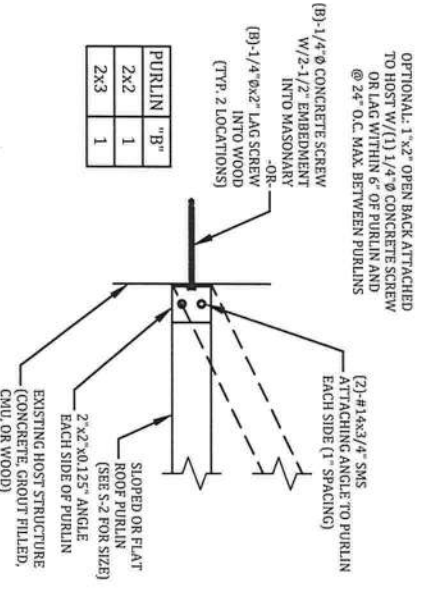 OPTIONAL: 1"x2" OPEN BACK ATTACHED
TO HOST W/(1) 1/4"Ø CONCRETE SCREW
OR LAG WITHIN 6" OF PURLIN AND
@ 24" O.C. MAX. BETWEEN PURLINS
(B)-1/4"Ø CONCRETE SCREW
W/2-1/2" EMBEDMENT
INTO MASONARY
-OR-
(B)-1/4"Øx2" LAG SCREW
INTO WOOD
(TYP. 2 LOCATIONS)
PURLIN "B"
2x2 1
2x3 1
(2)-#14x3/4" SMS
ATTACHING ANGLE TO PURLIN
EACH SIDE (1" SPACING)
SLOPED OR FLAT
ROOF PURLIN
(SEE S-2 FOR SIZE)
2"x2"x0.125" ANGLE
EACH SIDE OF PURLIN
EXISTING HOST STRUCTURE
(CONCRETE, GROUT FILLED,
CMU, OR WOOD)